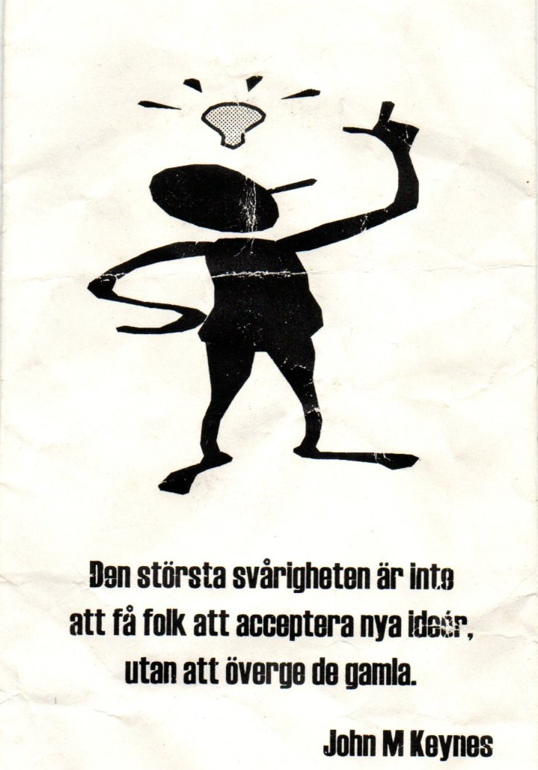 Den största svårigheten är inte
att få folk att acceptera nya idéer,
utan att överge de gamla.
John M Keynes